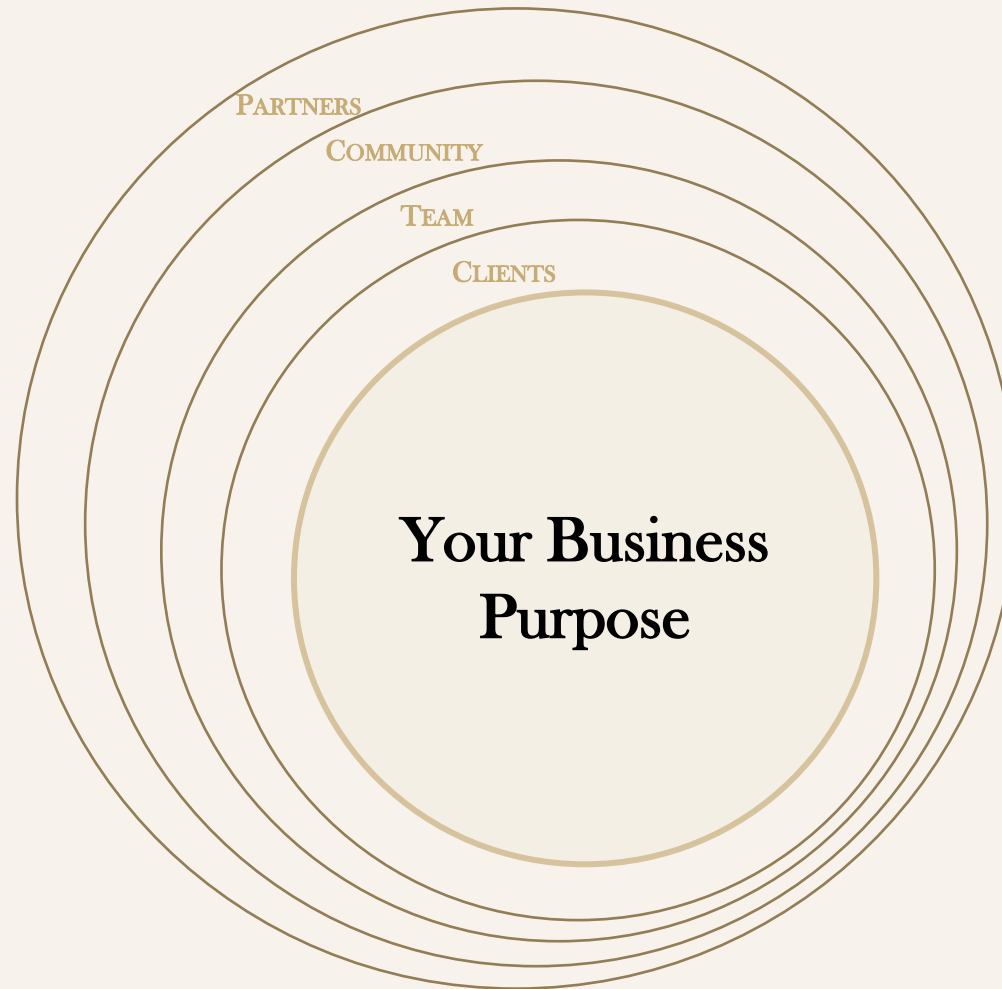 Partners
Community
Team
Clients
Your Business
Purpose